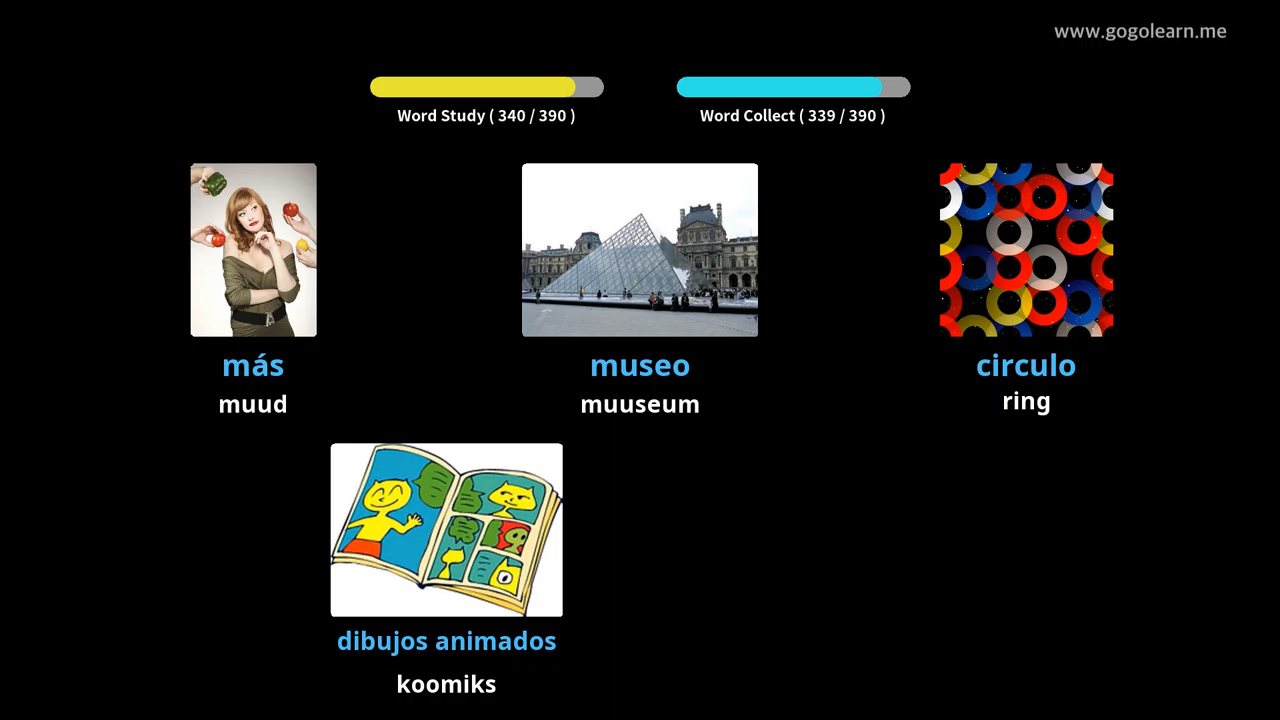 www.gogolearn.me
Word Study ( 340 / 390 )
Word Collect ( 339 / 390 )
más
museo
circulo
muud
muuseum
ring
dibujos animados
koomiks